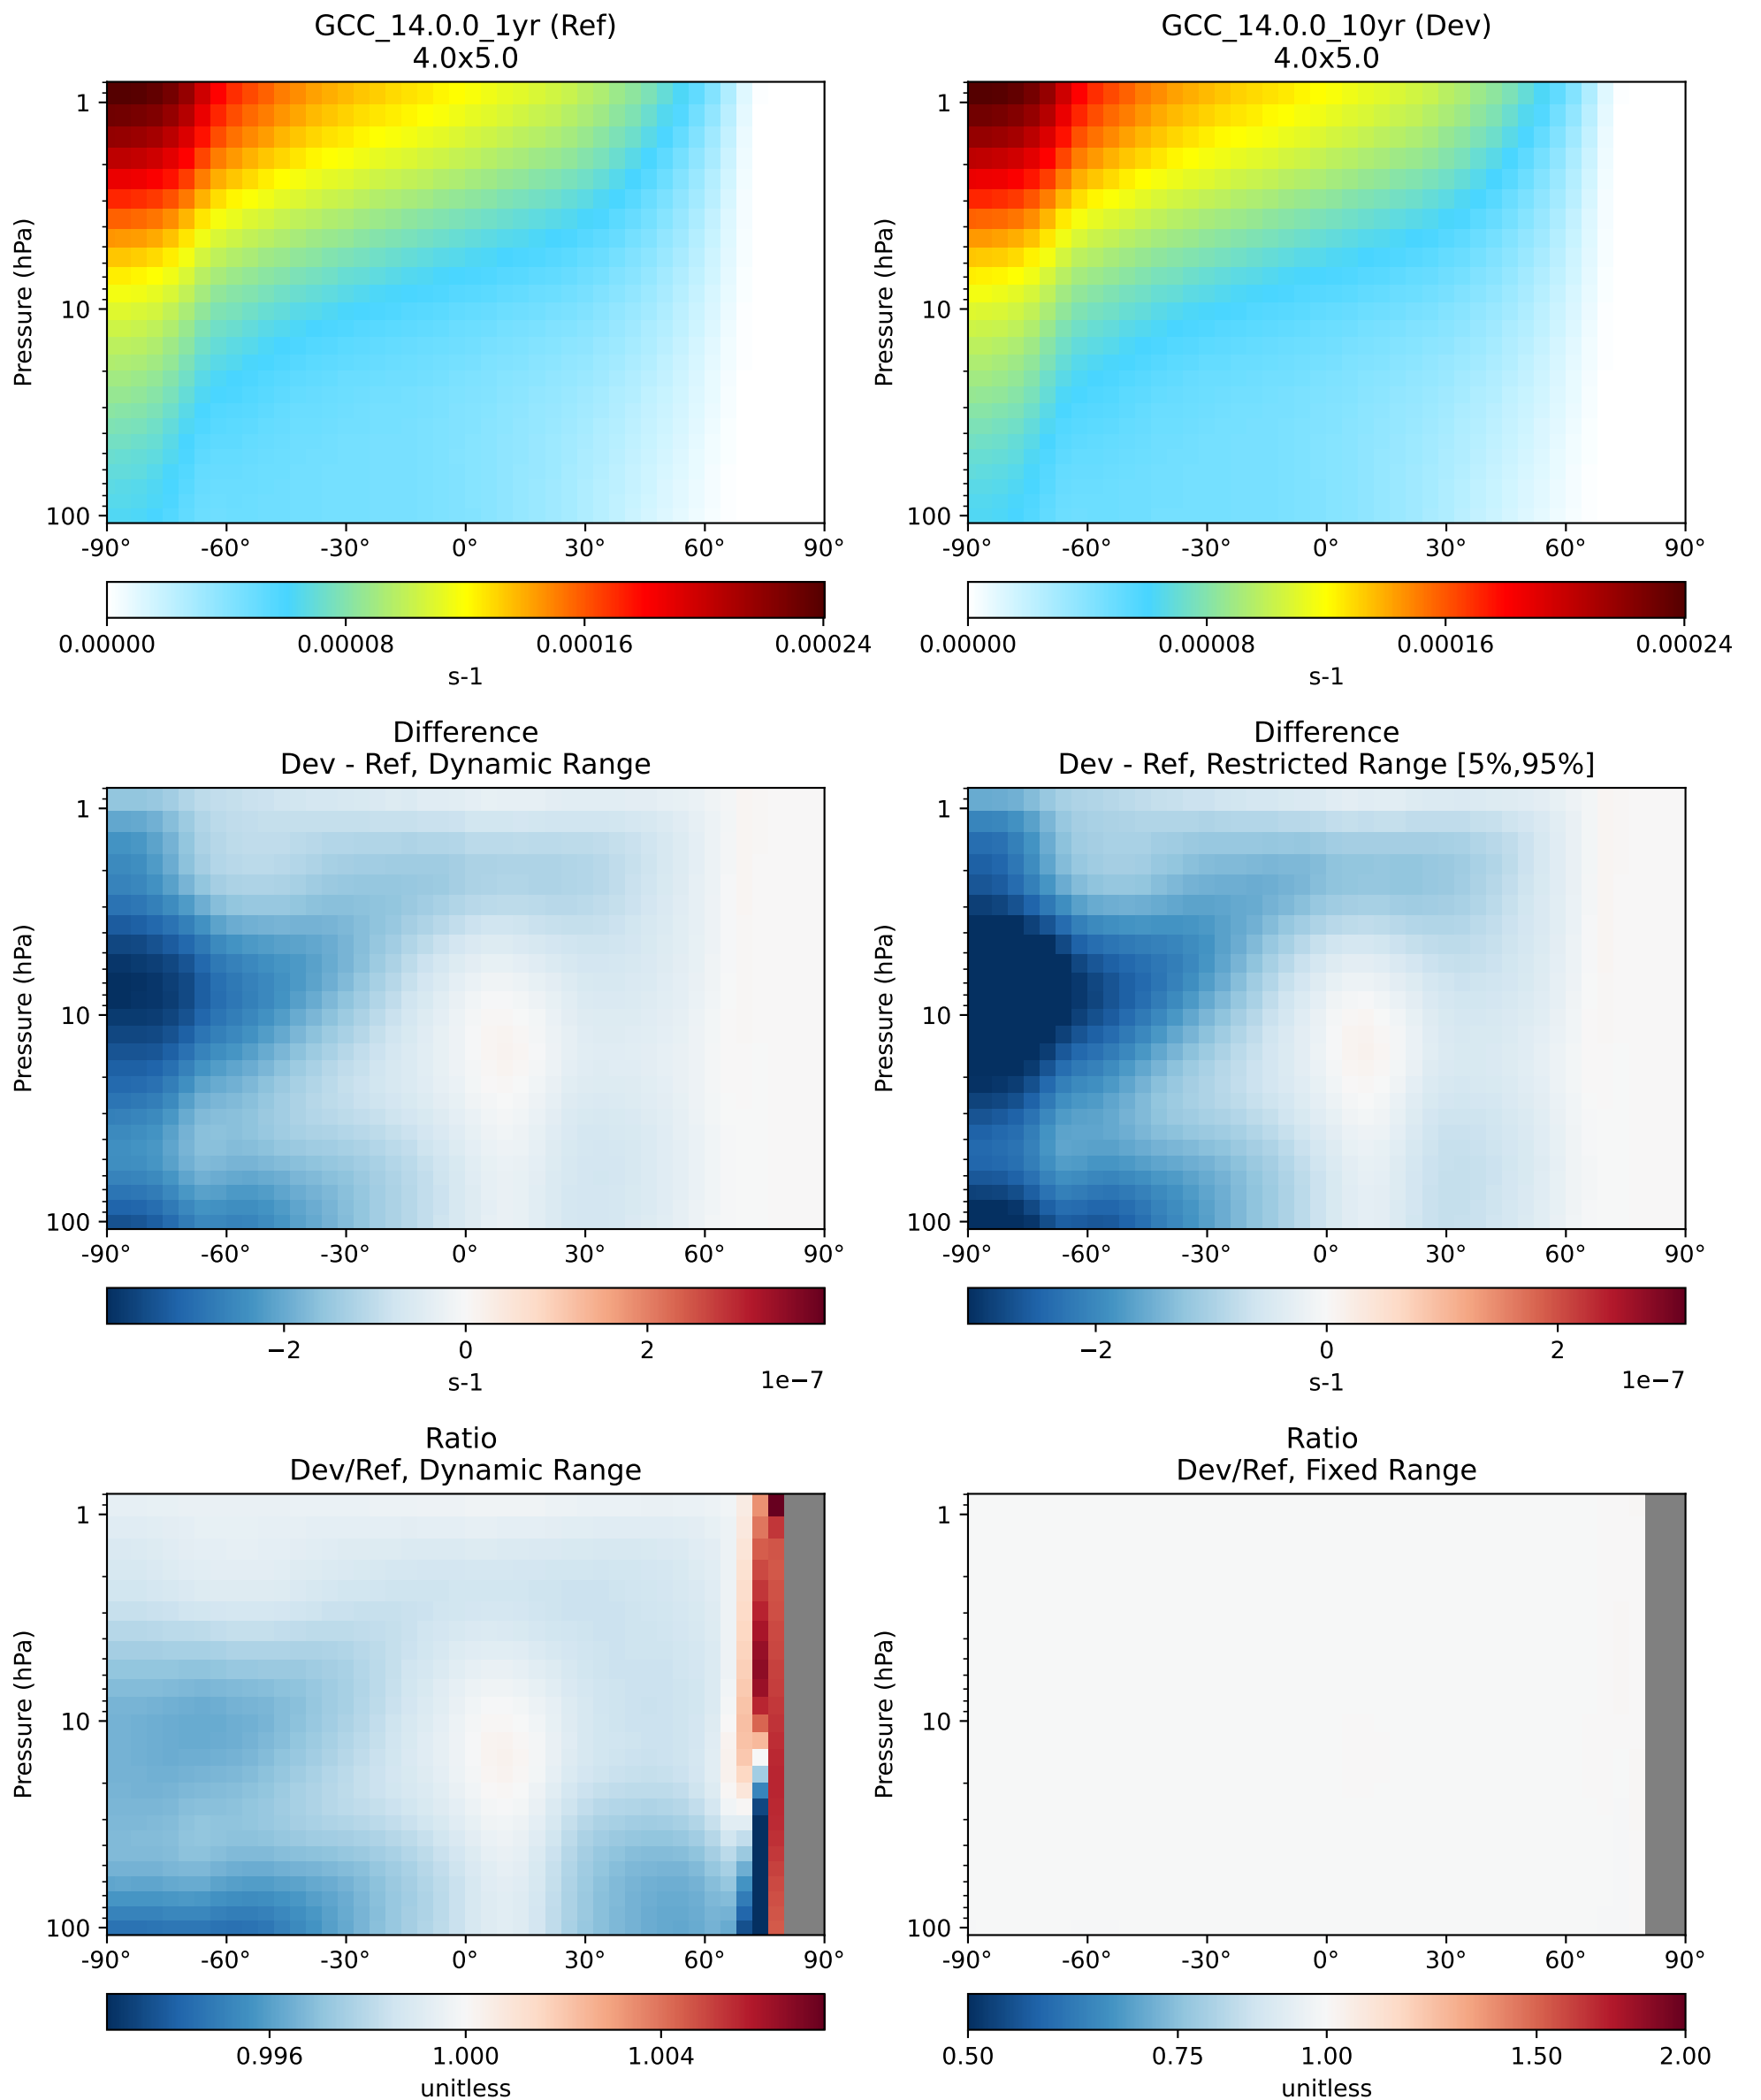 GCC_14.0.0_1yr (Ref)
4.0x5.0
Pressure (hPa)
1
10
100
-90° -60° -30° 0° 30° 60° 90°
0.00000 0.00008 0.00016 0.00024
s-1
GCC_14.0.0_10yr (Dev)
4.0x5.0
Pressure (hPa)
1
10
100
-90° -60° -30° 0° 30° 60° 90°
0.00000 0.00008 0.00016 0.00024
s-1
Difference
Dev - Ref, Dynamic Range
Pressure (hPa)
1
10
100
-90° -60° -30° 0° 30° 60° 90°
−2 0 2
s-1 1e−7
Difference
Dev - Ref, Restricted Range [5%,95%]
Pressure (hPa)
1
10
100
-90° -60° -30° 0° 30° 60° 90°
−2 0 2
s-1 1e−7
Ratio
Dev/Ref, Dynamic Range
Pressure (hPa)
1
10
100
-90° -60° -30° 0° 30° 60° 90°
0.996 1.000 1.004
unitless
Ratio
Dev/Ref, Fixed Range
Pressure (hPa)
1
10
100
-90° -60° -30° 0° 30° 60° 90°
0.50 0.75 1.00 1.50 2.00
unitless